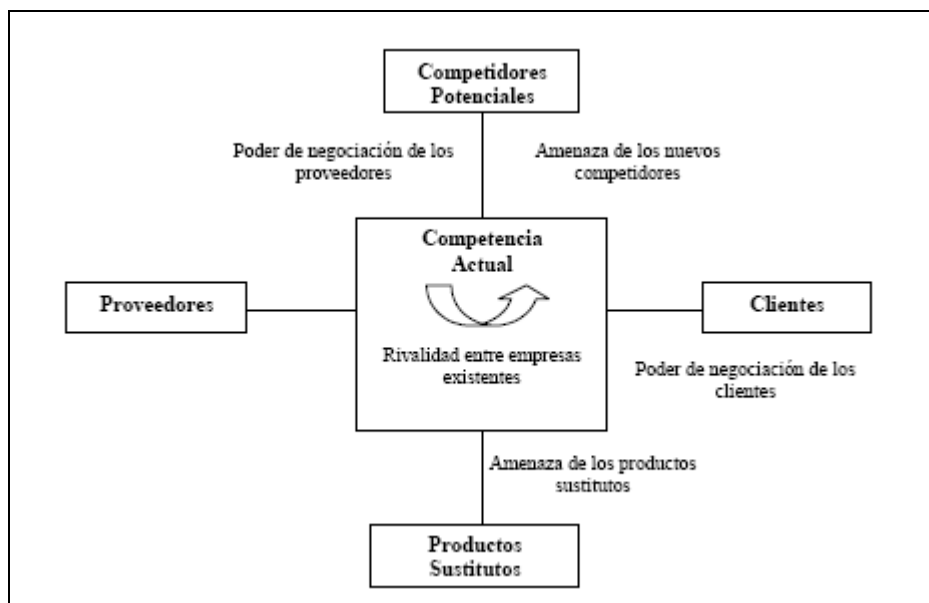 Competidores
Potenciales
Poder de negociación de los
proveedores
Amenaza de los nuevos
competidores
Competencia
Actual
Proveedores
Clientes
Rivalidad entre empresas
existentes
Poder de negociación de los
clientes
Amenaza de los productos
sustitutos
Productos
Sustitutos